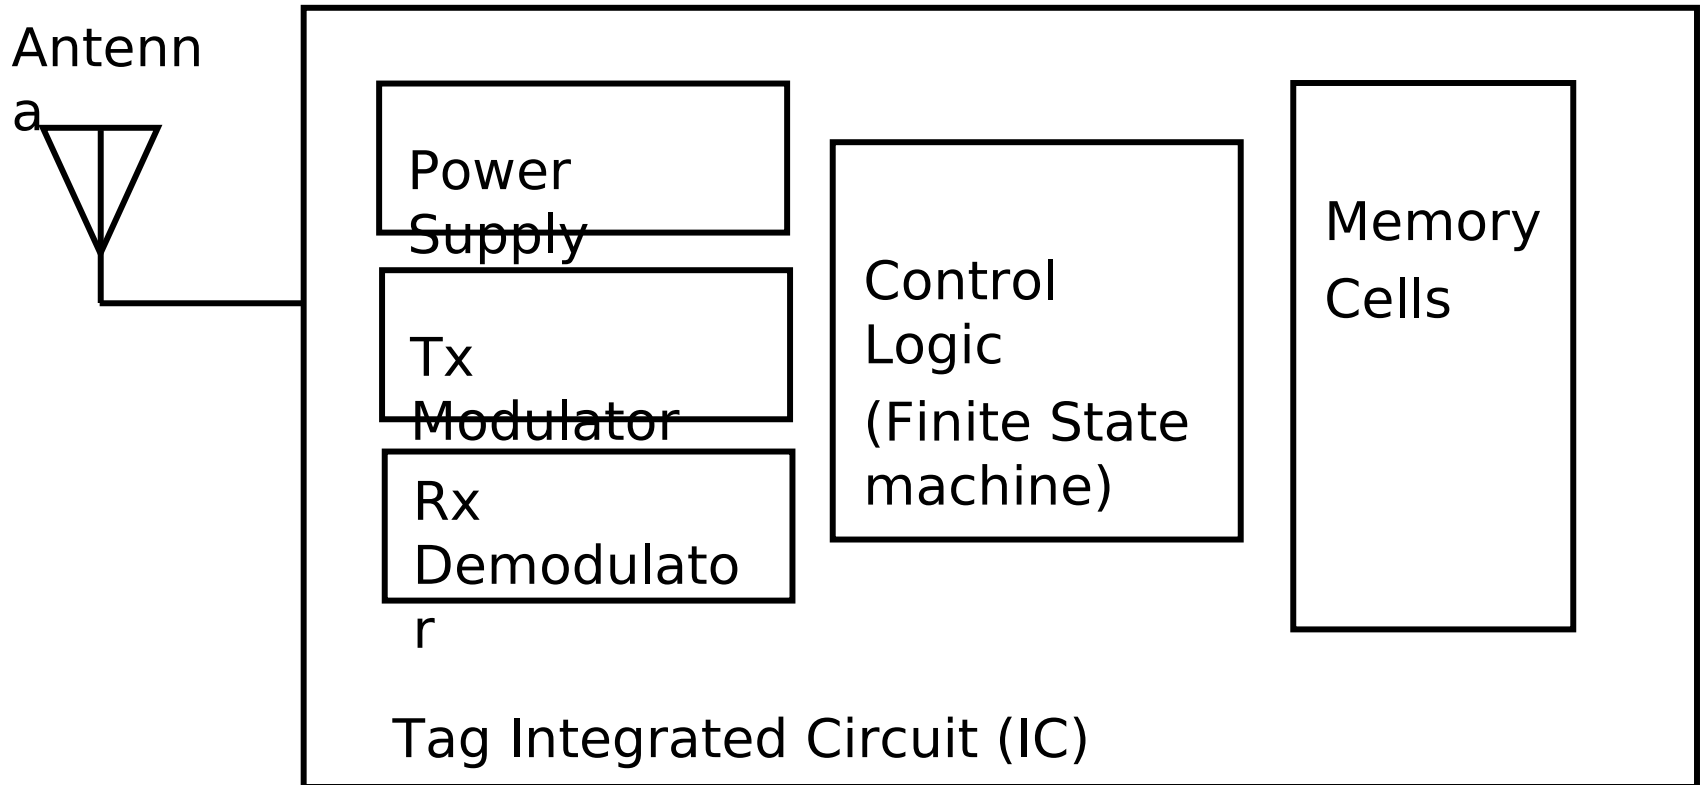 Antenn
a
Power
Supply
Tx
Modulator
Rx
Demodulato
r
Control
Logic
(Finite State
machine)
Memory
Cells
Tag Integrated Circuit (IC)